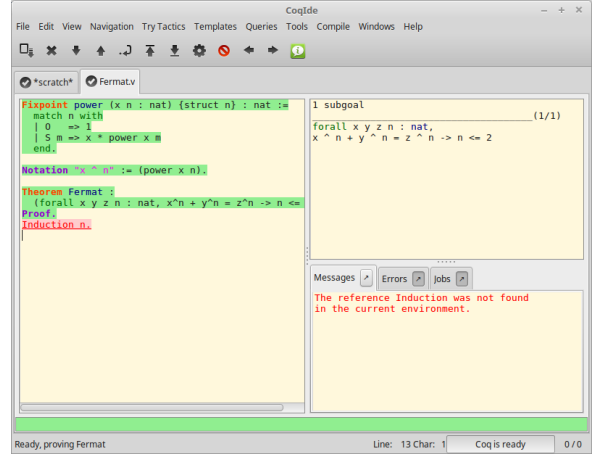 CoqIde
File Edit View Navigation Try Tactics Templates Queries Tools Compile Windows Help
*scratch* Fermat.v
Fixpoint power (x n : nat) {struct n} : nat :=
match n with
| O => 1
| S m => x * power x m
end.
Notation "x ^ n" := (power x n).
Theorem Fermat :
(forall x y z n : nat, x^n + y^n = z^n -> n <=
Proof.
Induction n.
1 subgoal
(1/1)
forall x y z n : nat,
x ^ n + y ^ n = z ^ n -> n <= 2
Messages Errors Jobs
The reference Induction was not found
in the current environment.
Ready, proving Fermat Line: 13 Char: 1 Coq is ready 0 / 0